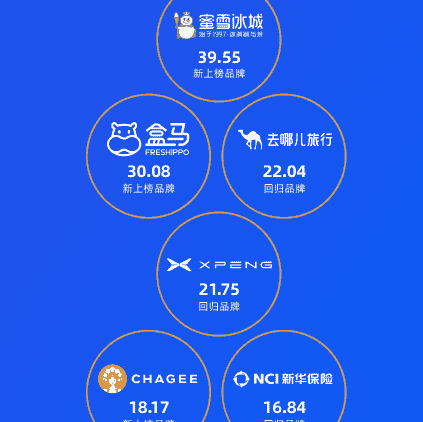 蜜雪冰城
39.55
新上榜品牌
盒马
FRESHIPPO
30.08
新上榜品牌
去哪儿旅行
22.04
回归品牌
XPENG
21.75
回归品牌
CHAGEE
18.17
NCI 新华保险
16.84